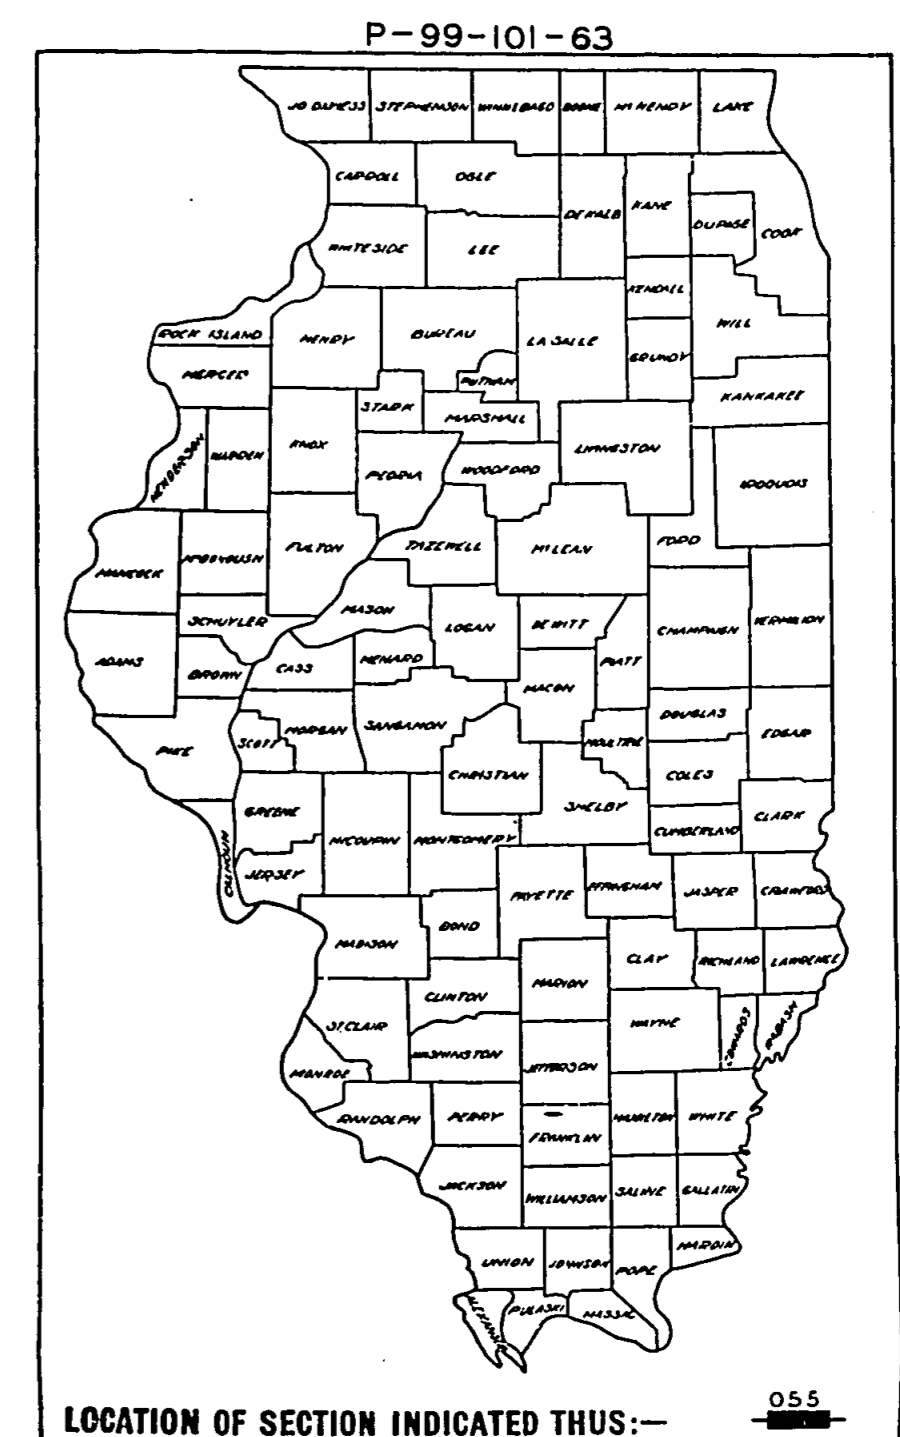 P-99-101-63
JO DAVIESS STEPHENSON WINNEBAGO BOONE McHENRY LAKE
CARROLL OGLE DEKALB KANE DUPAGE COOK
WHITESIDE LEE KENDALL
ROCK ISLAND HENRY BUREAU LA SALLE GRUNDY WILL
MERCER STARK PUTNAM KANKAKEE
HENDERSON WARREN KNOX MARSHALL LIVINGSTON
PEORIA WOODFORD IROQUOIS
HANCOCK McDONOUGH FULTON TAZEWELL McLEAN FORD
SCHUYLER MASON LOGAN DEWITT CHAMPAIGN VERMILION
ADAMS BROWN CASS MENARD MACON PIATT
PIKE SCOTT MORGAN SANGAMON MOULTRIE DOUGLAS EDGAR
CHRISTIAN SHELBY COLES
CALHOUN GREENE McCOUPIN MONTGOMERY CUMBERLAND CLARK
JERSEY FAYETTE EFFINGHAM JASPER CRAWFORD
MADISON BOND CLAY RICHLAND LAWRENCE
CLINTON MARION
ST. CLAIR WAYNE EDWARDS WABASH
MONROE WASHINGTON JEFFERSON
RANDOLPH PERRY FRANKLIN HAMILTON WHITE
JACKSON WILLIAMSON SALINE GALLATIN
UNION JOHNSON POPE HARDIN
ALEXANDER PULASKI MASSAC
055
LOCATION OF SECTION INDICATED THUS:—